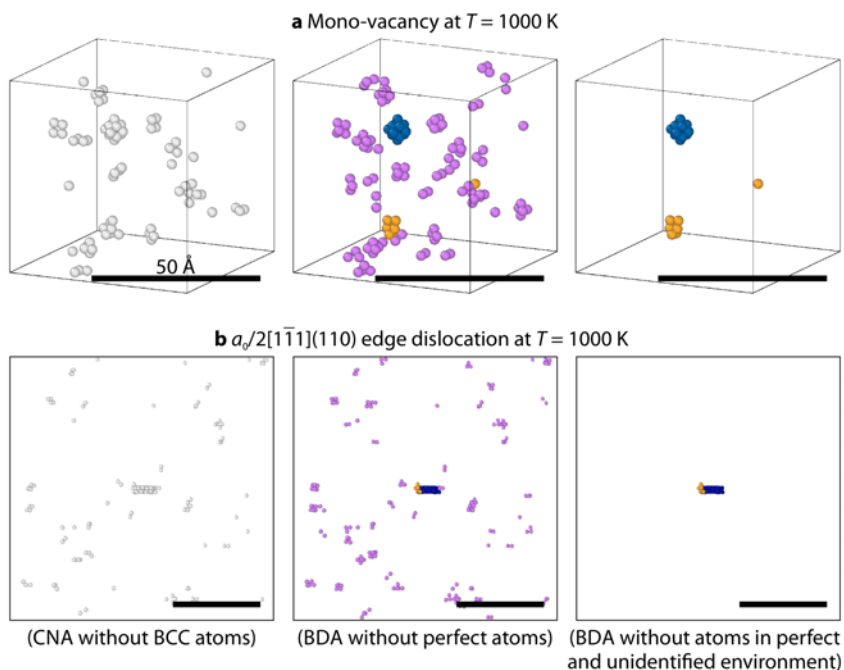 a Mono-vacancy at T = 1000 K
50 Å
b a₀/2[11̅1](110) edge dislocation at T = 1000 K
(CNA without BCC atoms)
(BDA without perfect atoms)
(BDA without atoms in perfect
and unidentified environment)